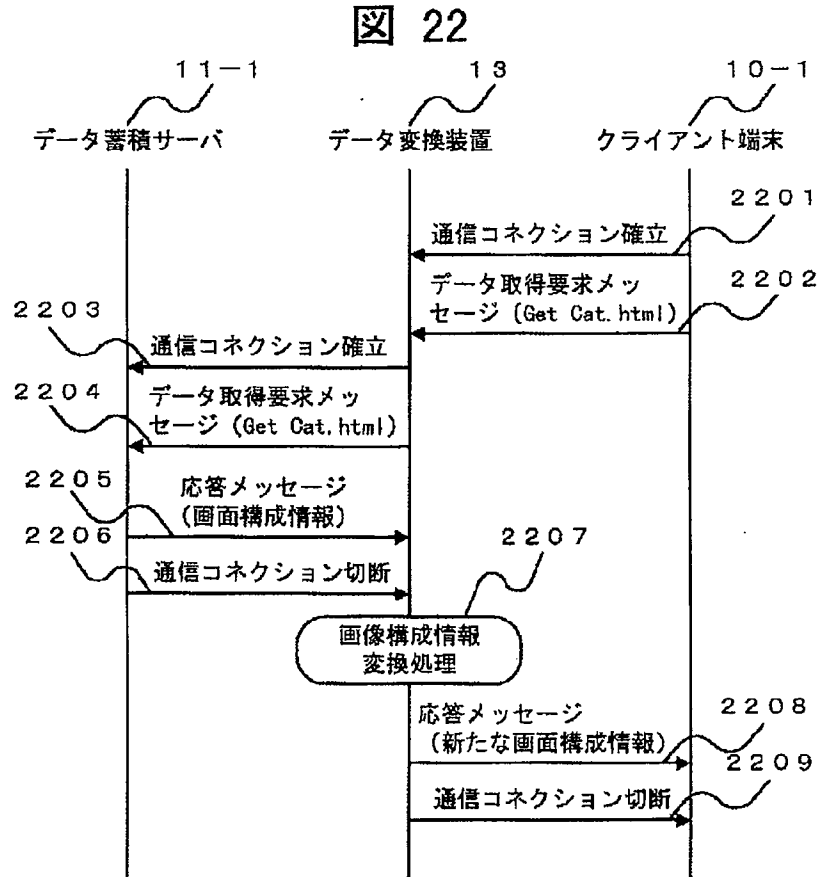 図 22
11-1
13
10-1
データ蓄積サーバ
データ変換装置
クライアント端末
2201
通信コネクション確立
データ取得要求メッ
セージ (Get Cat.html)
2202
2203
通信コネクション確立
2204
データ取得要求メッ
セージ (Get Cat.html)
2205
応答メッセージ
(画面構成情報)
2206
通信コネクション切断
2207
画像構成情報
変換処理
応答メッセージ
(新たな画面構成情報)
2208
2209
通信コネクション切断